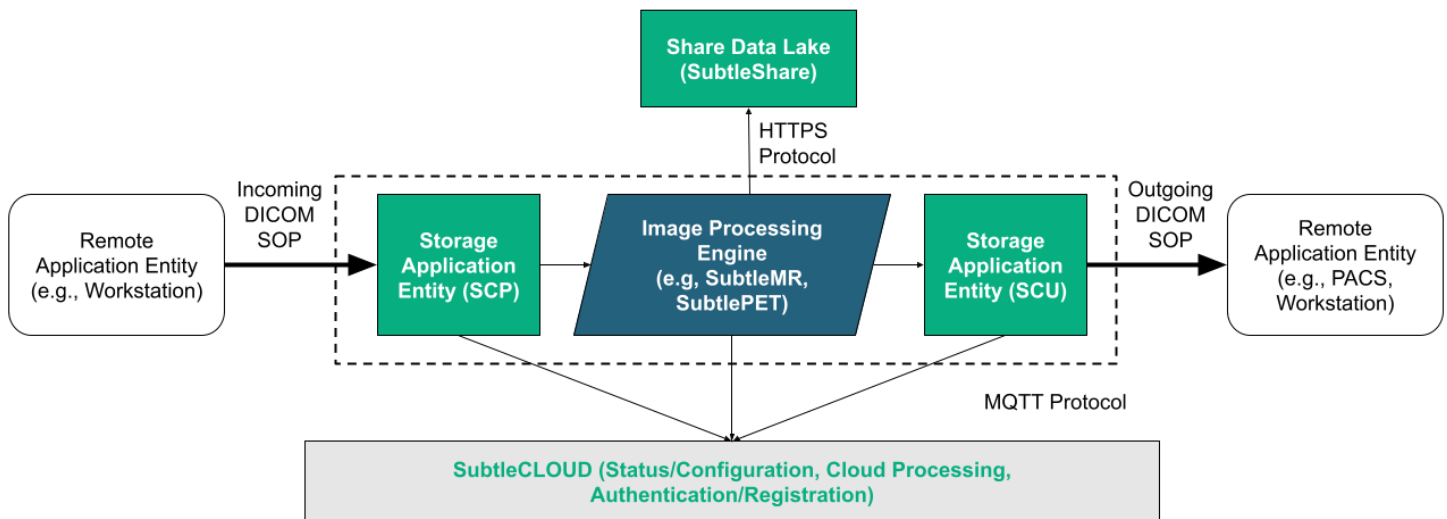 Share Data Lake
(SubtleShare)
HTTPS
Protocol
Incoming
DICOM
SOP
Outgoing
DICOM
SOP
Remote
Application Entity
(e.g., Workstation)
Storage
Application
Entity (SCP)
Image Processing
Engine
(e.g, SubtleMR,
SubtlePET)
Storage
Application
Entity (SCU)
Remote
Application Entity
(e.g., PACS,
Workstation)
MQTT Protocol
SubtleCLOUD (Status/Configuration, Cloud Processing,
Authentication/Registration)